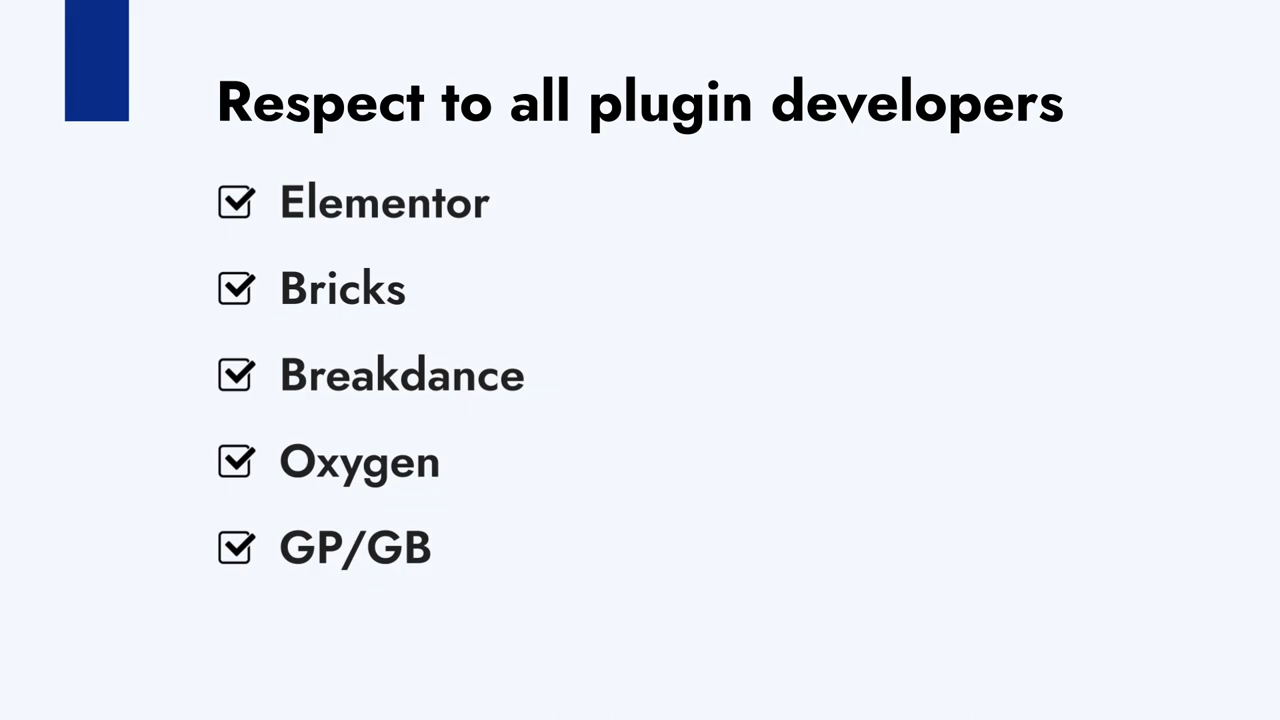 Respect to all plugin developers
Elementor
Bricks
Breakdance
Oxygen
GP/GB